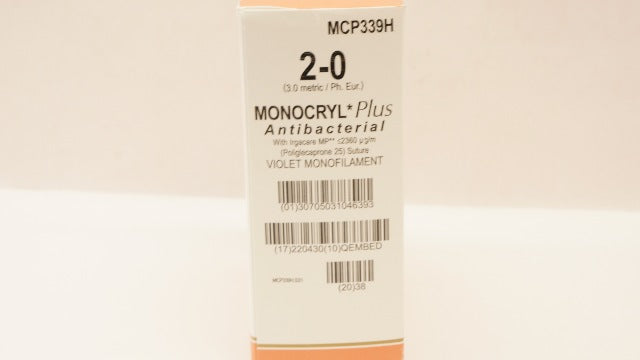 MCP339H
2-0
(3.0 metric / Ph. Eur.)
MONOCRYL* Plus
Antibacterial
With Irgacare MP** ≤2360 µg/m
(Poliglecaprone 25) Suture
VIOLET MONOFILAMENT
(01)30705031046393
(17)220430(10)QEMBED
(20)38